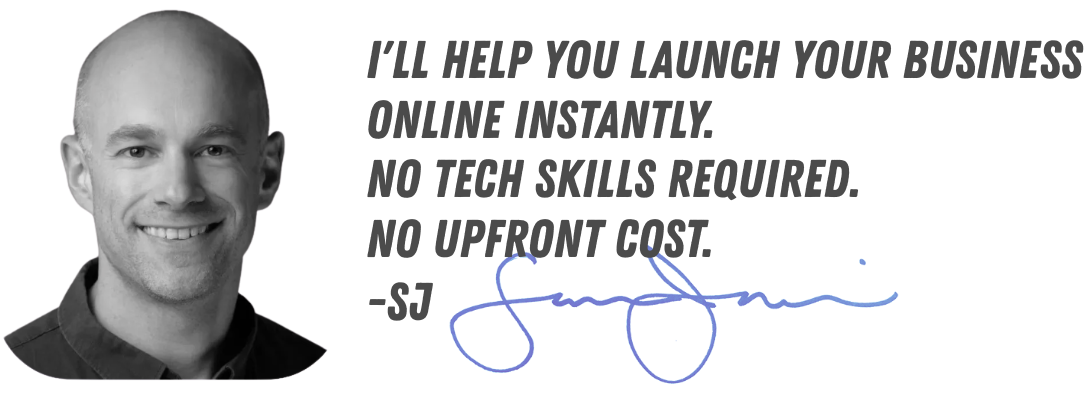 I'LL HELP YOU LAUNCH YOUR BUSINESS
ONLINE INSTANTLY.
NO TECH SKILLS REQUIRED.
NO UPFRONT COST.
-SJ